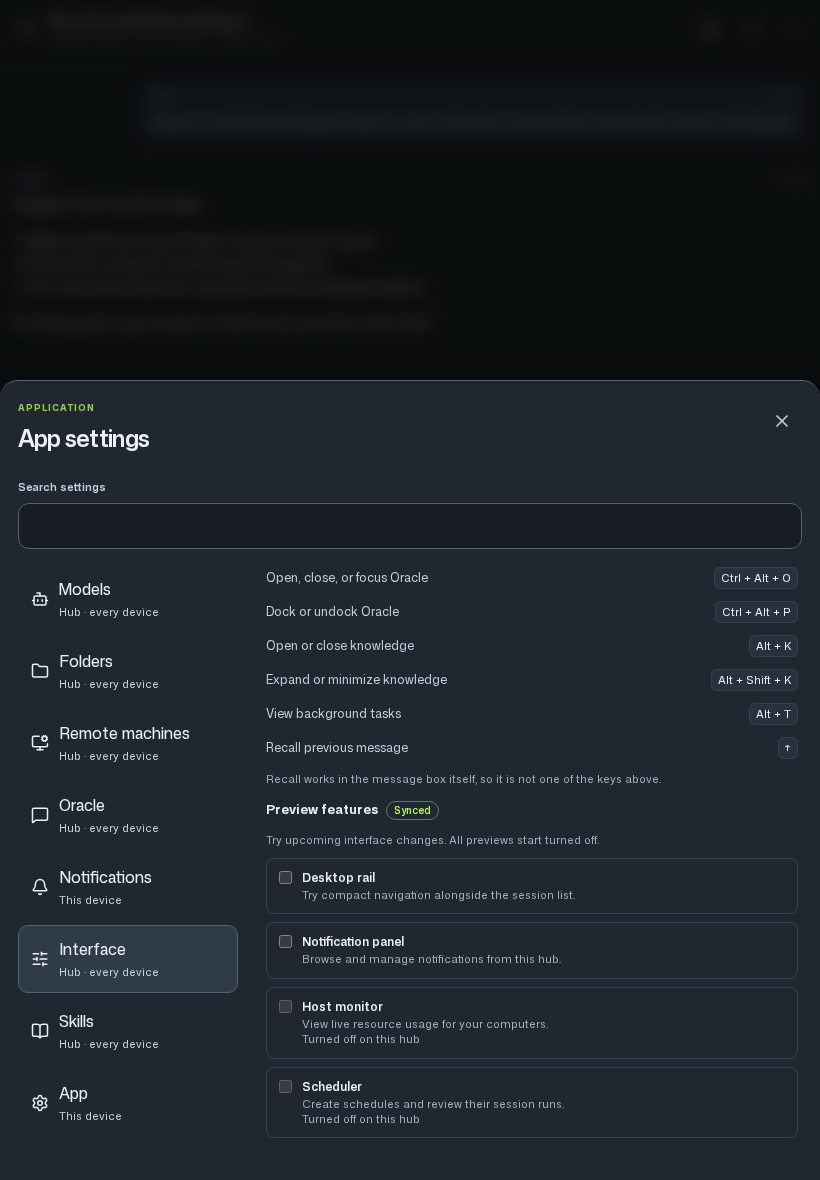 APPLICATION
App settings
Search settings
Models
Hub · every device
Folders
Hub · every device
Remote machines
Hub · every device
Oracle
Hub · every device
Notifications
This device
Interface
Hub · every device
Skills
Hub · every device
App
This device
Open, close, or focus Oracle
Ctrl + Alt + O
Dock or undock Oracle
Ctrl + Alt + P
Open or close knowledge
Alt + K
Expand or minimize knowledge
Alt + Shift + K
View background tasks
Alt + T
Recall previous message
↑
Recall works in the message box itself, so it is not one of the keys above.
Preview features
Synced
Try upcoming interface changes. All previews start turned off.
Desktop rail
Try compact navigation alongside the session list.
Notification panel
Browse and manage notifications from this hub.
Host monitor
View live resource usage for your computers.
Turned off on this hub
Scheduler
Create schedules and review their session runs.
Turned off on this hub